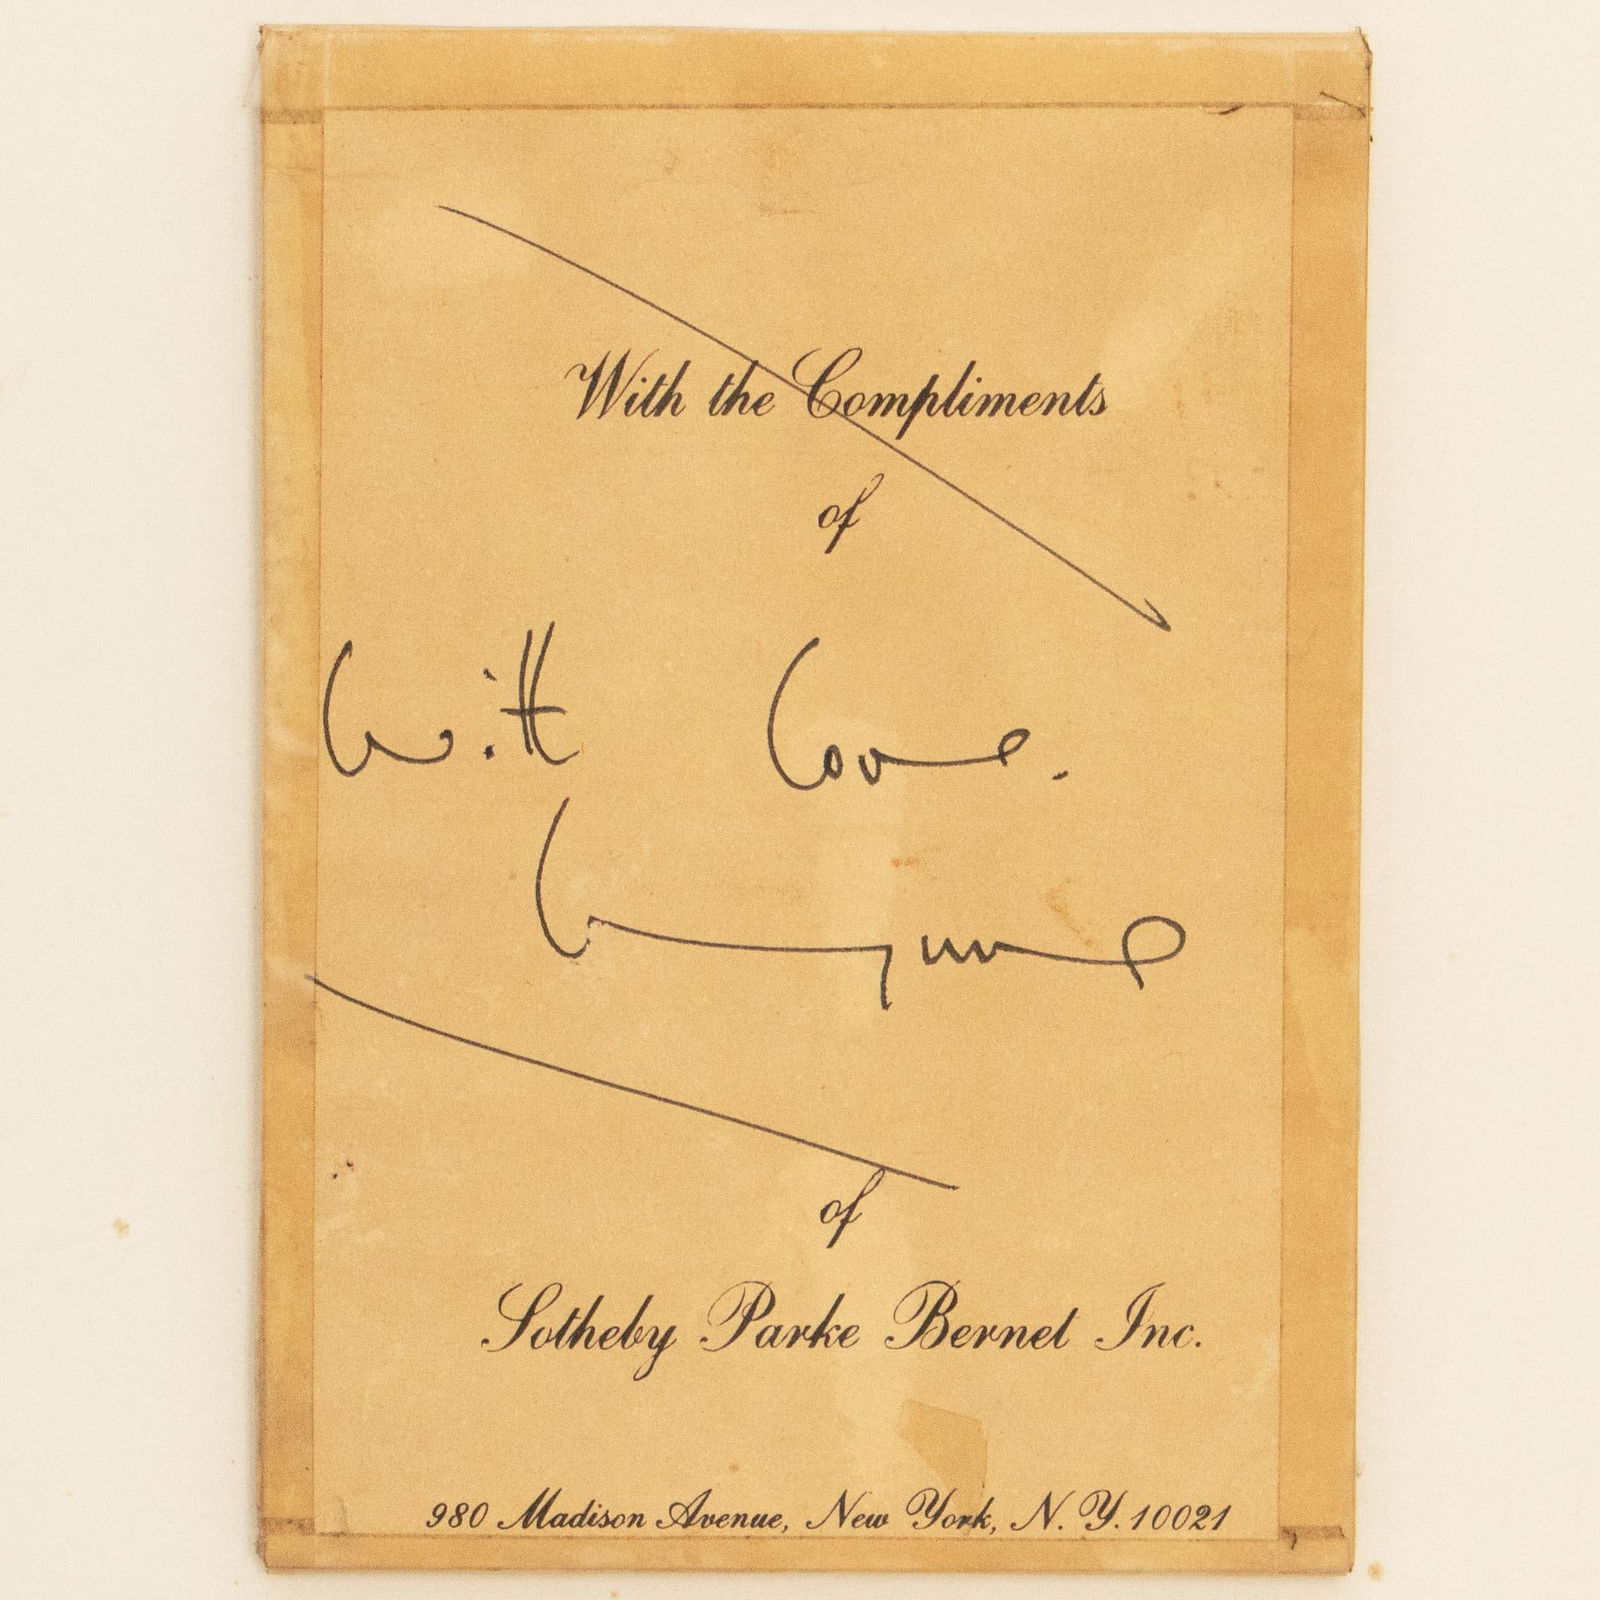 With the Compliments
of
With love.
of
Sotheby Parke Bernet Inc.
980 Madison Avenue, New York, N. Y. 10021